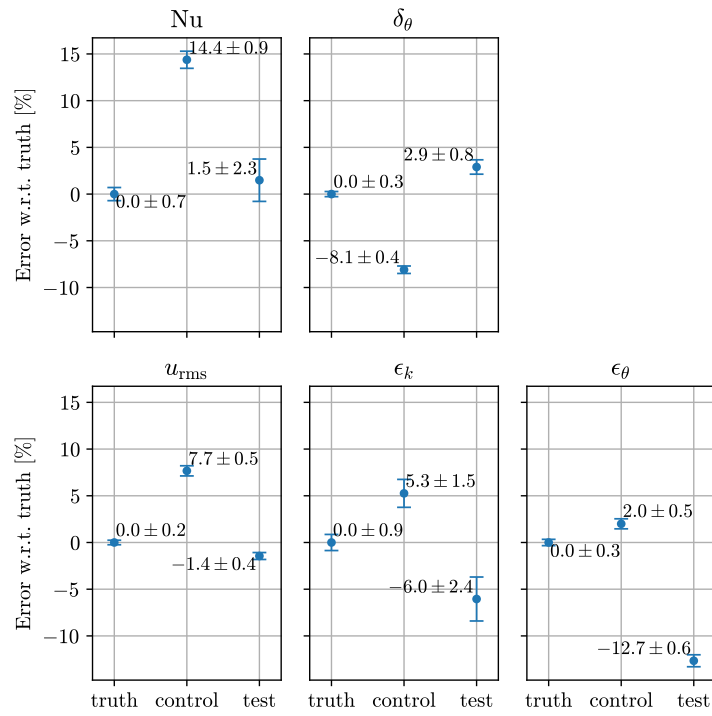 Nu
δ_θ
Error w.r.t. truth [%]
15
10
5
0
−5
−10
0.0 ± 0.7
14.4 ± 0.9
1.5 ± 2.3
0.0 ± 0.3
−8.1 ± 0.4
2.9 ± 0.8
u_rms
ϵ_k
ϵ_θ
Error w.r.t. truth [%]
15
10
5
0
−5
−10
0.0 ± 0.2
7.7 ± 0.5
−1.4 ± 0.4
0.0 ± 0.9
5.3 ± 1.5
−6.0 ± 2.4
0.0 ± 0.3
2.0 ± 0.5
−12.7 ± 0.6
truth control test
truth control test
truth control test